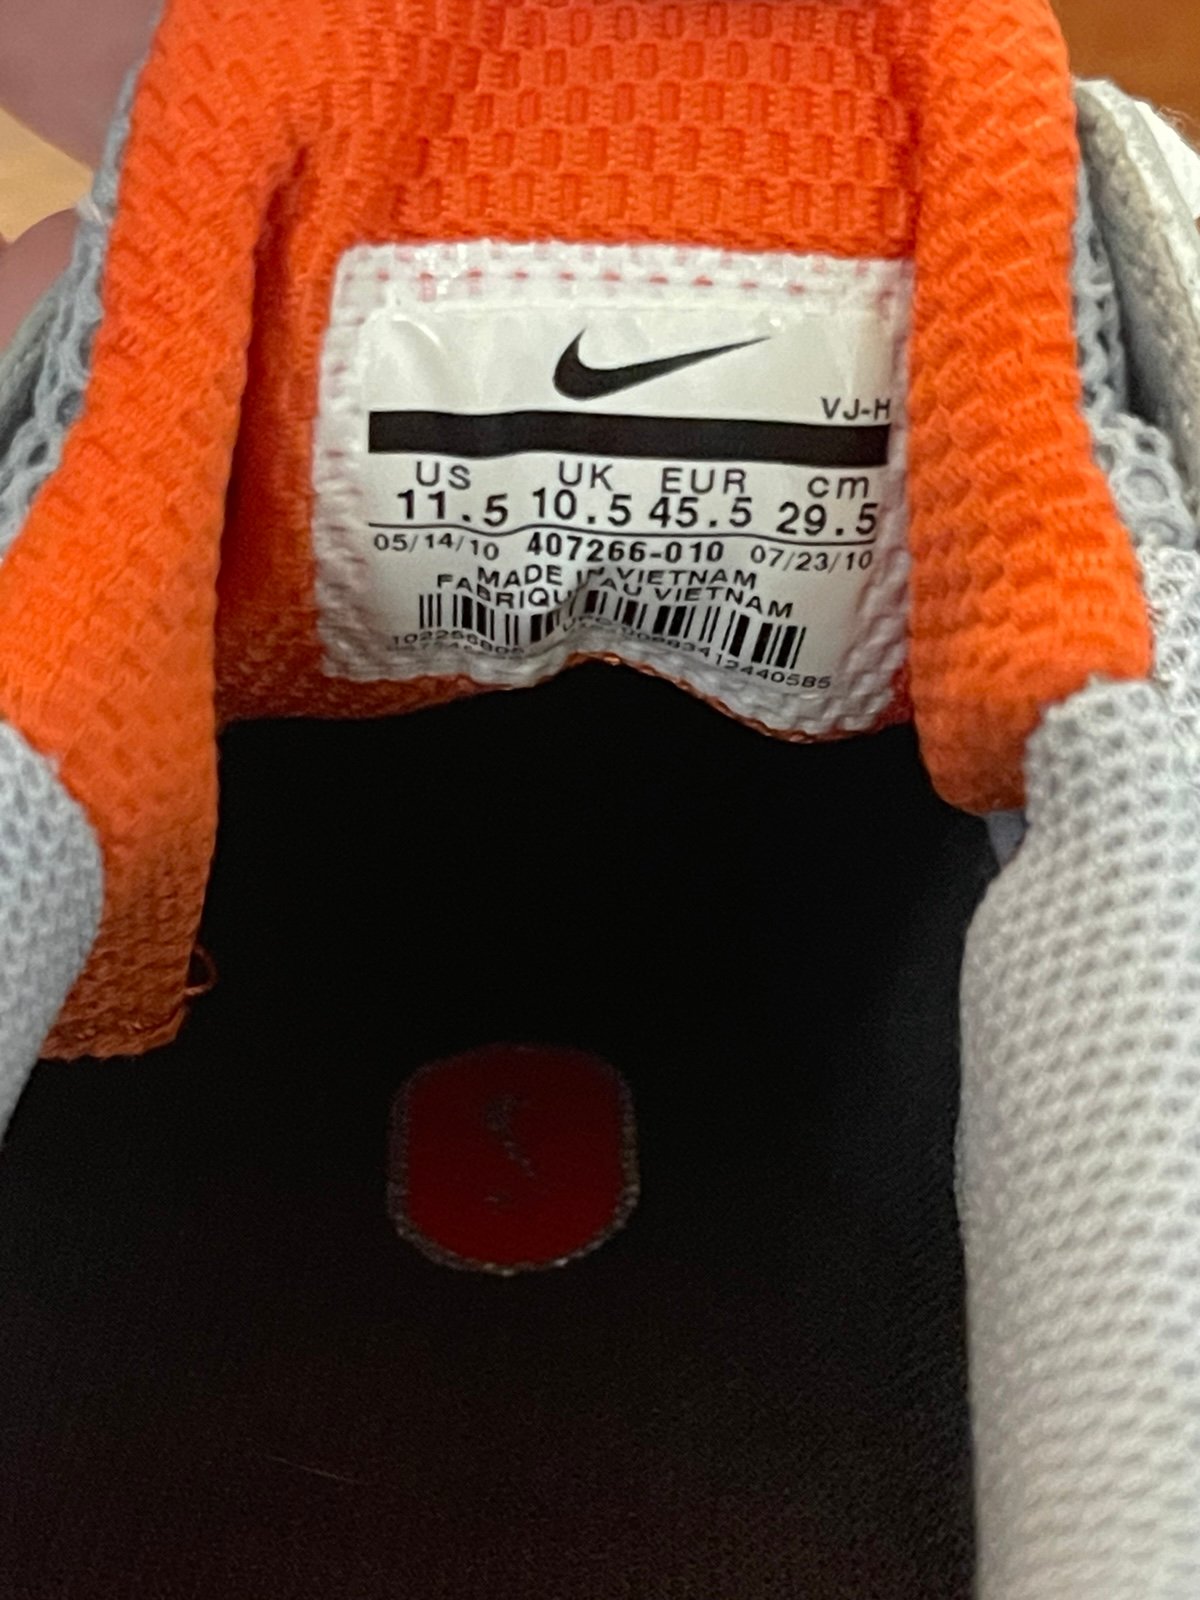 VJ-H
US UK EUR cm
11.5 10.5 45.5 29.5
05/14/10 407266-010 07/23/10
MADE IN VIETNAM
FABRIQU AU VIETNAM